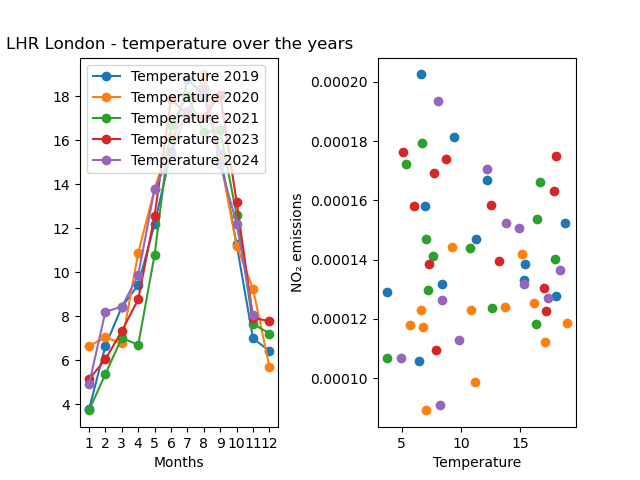 LHR London - temperature over the years
Temperature 2019
Temperature 2020
Temperature 2021
Temperature 2023
Temperature 2024
18
16
14
12
10
8
6
4
1 2 3 4 5 6 7 8 9 10 11 12
Months
NO₂ emissions
0.00020
0.00018
0.00016
0.00014
0.00012
0.00010
5 10 15
Temperature